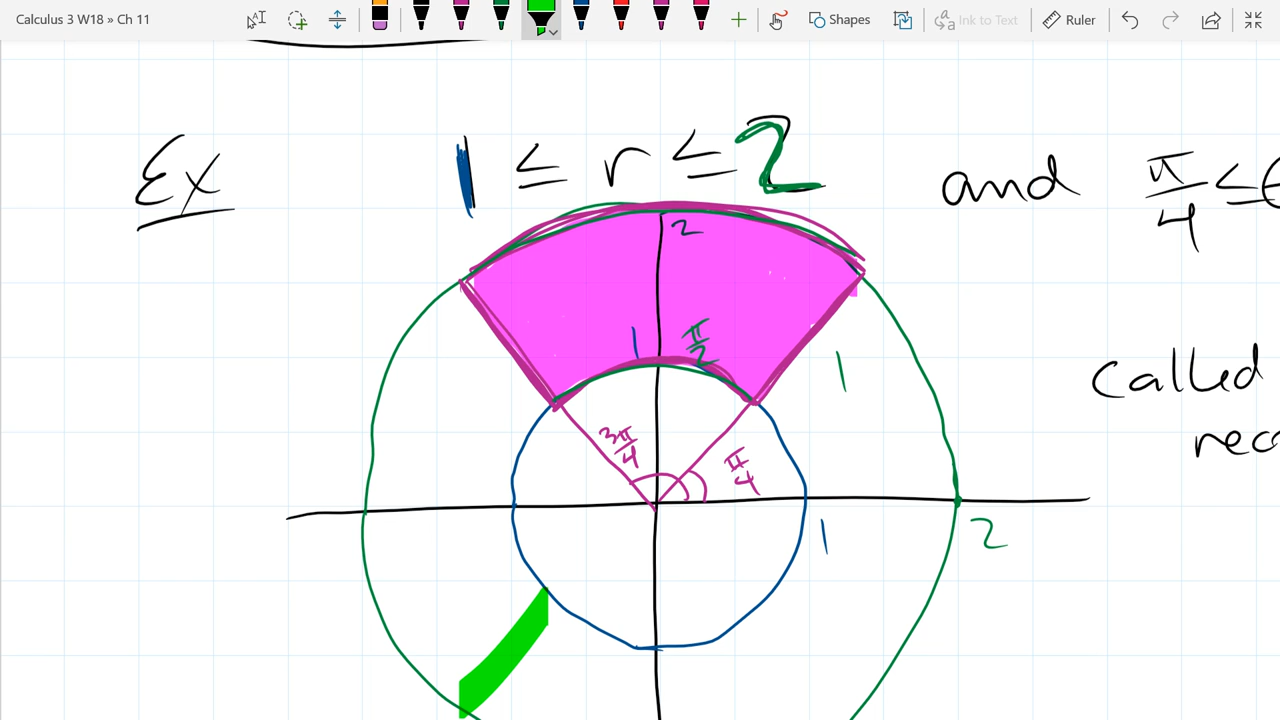 Calculus 3 W18 » Ch 11
Ink to Text
Shapes
Ruler
Ex 1 ≤ r ≤ 2 and π/4 ≤
2
1 π/2
1
called
3π/4 π/4
1 2